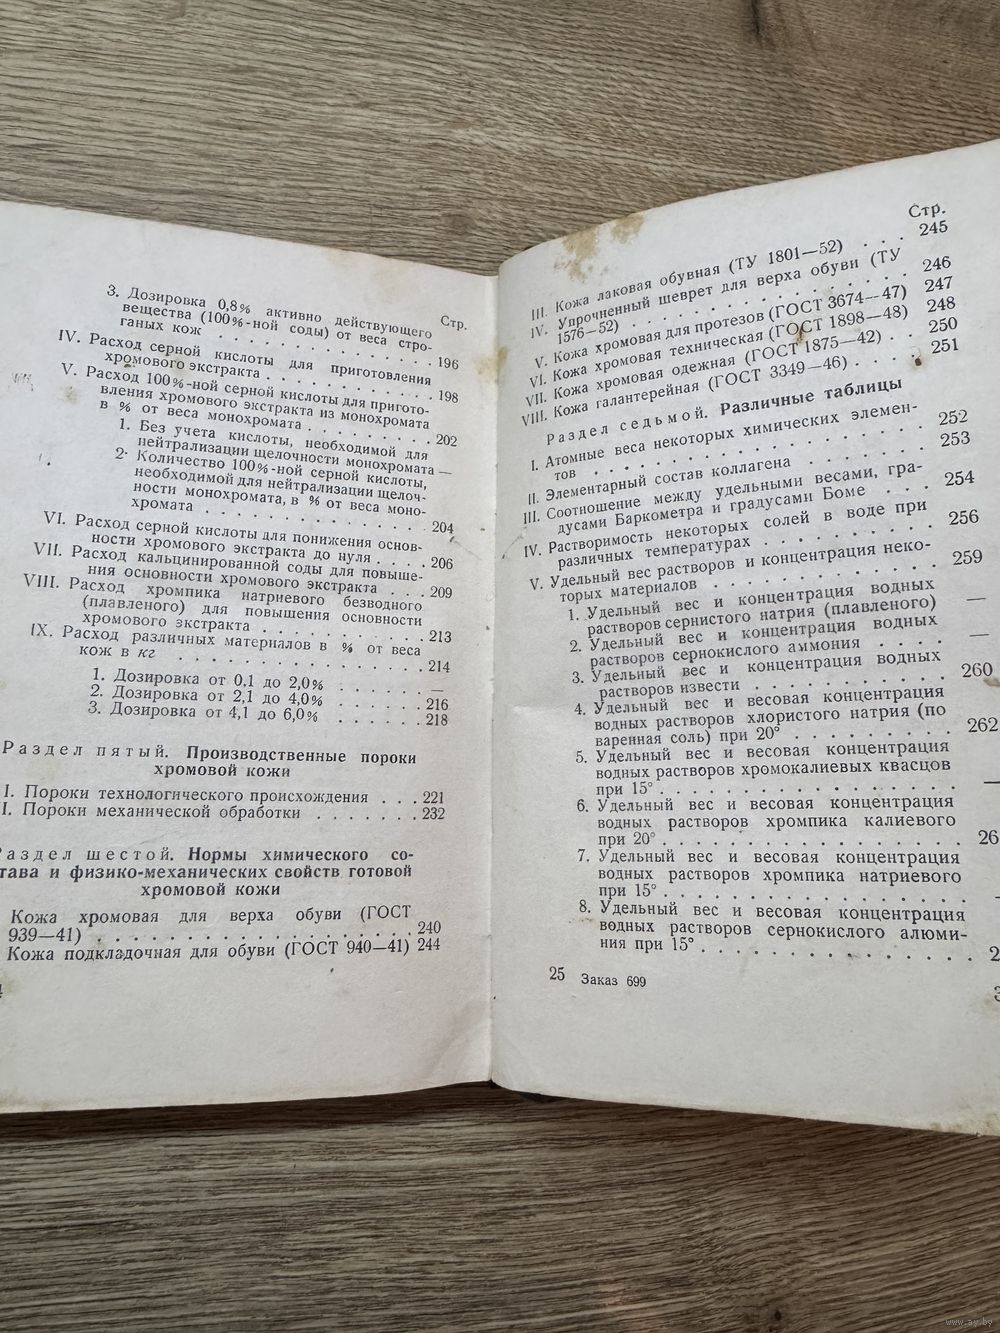 Стр.
3. Дозировка 0,8% активно действующего
вещества (100%-ной соды) от веса стро-
ганых кож . . . . . . . . . . . . 196
IV. Расход серной кислоты для приготовления
хромового экстракта . . . . . . . . . 198
V. Расход 100%-ной серной кислоты для пригото-
вления хромового экстракта из монохромата
в % от веса монохромата . . . . . . . . 202
1. Без учета кислоты, необходимой для
нейтрализации щелочности монохромата —
2. Количество 100%-ной серной кислоты,
необходимой для нейтрализации щелоч-
ности монохромата, в % от веса моно-
хромата . . . . . . . . . . . . . 204
VI. Расход серной кислоты для понижения основ-
ности хромового экстракта до нуля . . . . 206
VII. Расход кальцинированной соды для повыше-
ния основности хромового экстракта . . . 209
VIII. Расход хромпика натриевого безводного
(плавленого) для повышения основности
хромового экстракта . . . . . . . . . . 213
IX. Расход различных материалов в % от веса
кож в кг . . . . . . . . . . . . . . 214
1. Дозировка от 0,1 до 2,0% . . . . . . —
2. Дозировка от 2,1 до 4,0% . . . . . . 216
3. Дозировка от 4,1 до 6,0% . . . . . . 218
Раздел пятый. Производственные пороки
хромовой кожи
I. Пороки технологического происхождения . . . 221
I. Пороки механической обработки . . . . . . . 232
аздел шестой. Нормы химического со-
тава и физико-механических свойств готовой
хромовой кожи
Кожа хромовая для верха обуви (ГОСТ
939—41) . . . . . . . . . . . . . . . . 240
Кожа подкладочная для обуви (ГОСТ 940—41) 244
4
Стр.
III. Кожа лаковая обувная (ТУ 1801—52) . . . 245
IV. Упрочненный шеврет для верха обуви (ТУ
1576—52) . . . . . . . . . . . . . . . 246
V. Кожа хромовая для протезов (ГОСТ 3674—47) 247
VI. Кожа хромовая техническая (ГОСТ 1898—48) 248
VII. Кожа хромовая одежная (ГОСТ 1875—42) . . 250
VIII. Кожа галантерейная (ГОСТ 3349—46) . . . . 251
Раздел седьмой. Различные таблицы
I. Атомные веса некоторых химических элемен-
тов . . . . . . . . . . . . . . . . . 252
II. Элементарный состав коллагена . . . . . . 253
III. Соотношение между удельными весами, гра-
дусами Баркометра и градусами Боме . . . 254
IV. Растворимость некоторых солей в воде при
различных температурах . . . . . . . . . 256
V. Удельный вес растворов и концентрация неко-
торых материалов . . . . . . . . . . . 259
1. Удельный вес и концентрация водных
растворов сернистого натрия (плавленого) —
2. Удельный вес и концентрация водных
растворов сернокислого аммония . . . . —
3. Удельный вес и концентрация водных
растворов извести . . . . . . . . . . 260
4. Удельный вес и весовая концентрация
водных растворов хлористого натрия (по
варенная соль) при 20° . . . . . . . . . 262
5. Удельный вес и весовая концентрация
водных растворов хромокалиевых квасцов
при 15° . . . . . . . . . . . . . . . —
6. Удельный вес и весовая концентрация
водных растворов хромпика калиевого
при 20° . . . . . . . . . . . . . . . 26
7. Удельный вес и весовая концентрация
водных растворов хромпика натриевого
при 15° . . . . . . . . . . . . . . . -
8. Удельный вес и весовая концентрация
водных растворов сернокислого алюми-
ния при 15° . . . . . . . . . . . . . 2
25 Заказ 699
3
www.ay.by